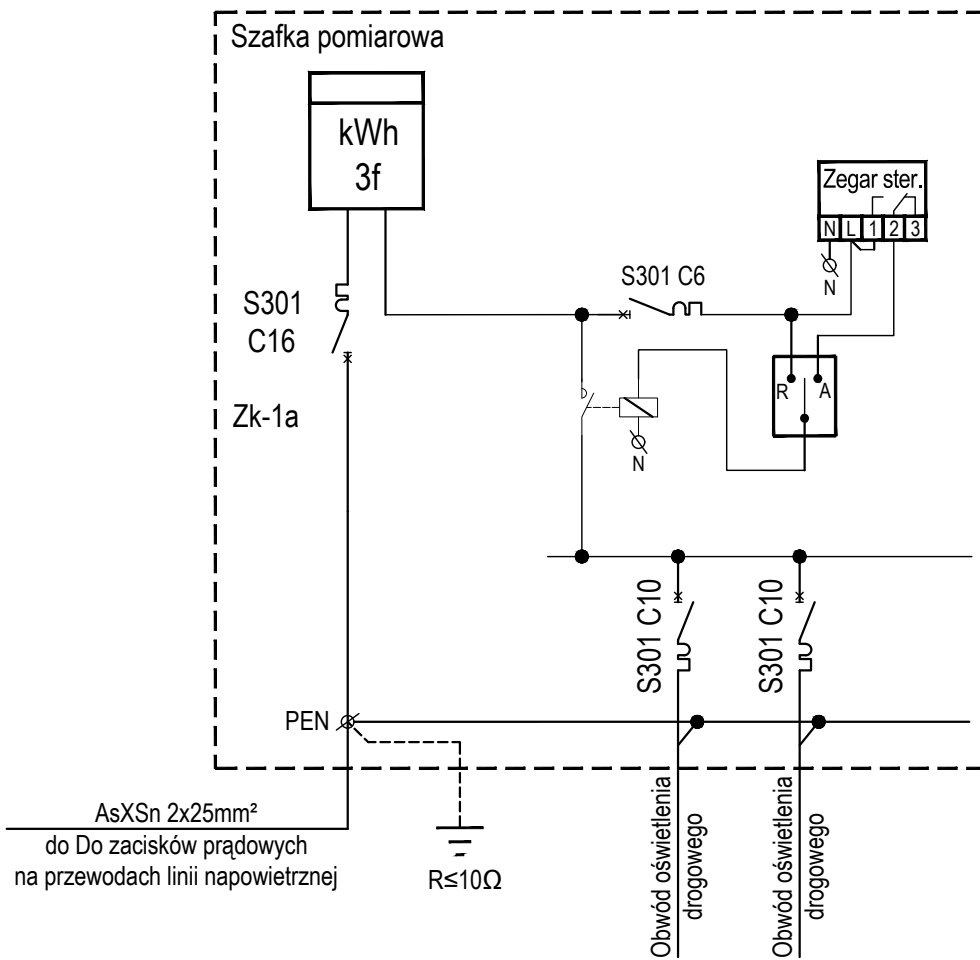 Szafka pomiarowa
kWh
3f
Zegar ster.
N L 1 2 3
N
S301 C6
S301
C16
R A
Zk-1a
N
S301 C10
S301 C10
PEN
AsXSn 2x25mm²
do Do zacisków prądowych
na przewodach linii napowietrznej
R≤10Ω
Obwód oświetlenia
drogowego
Obwód oświetlenia
drogowego